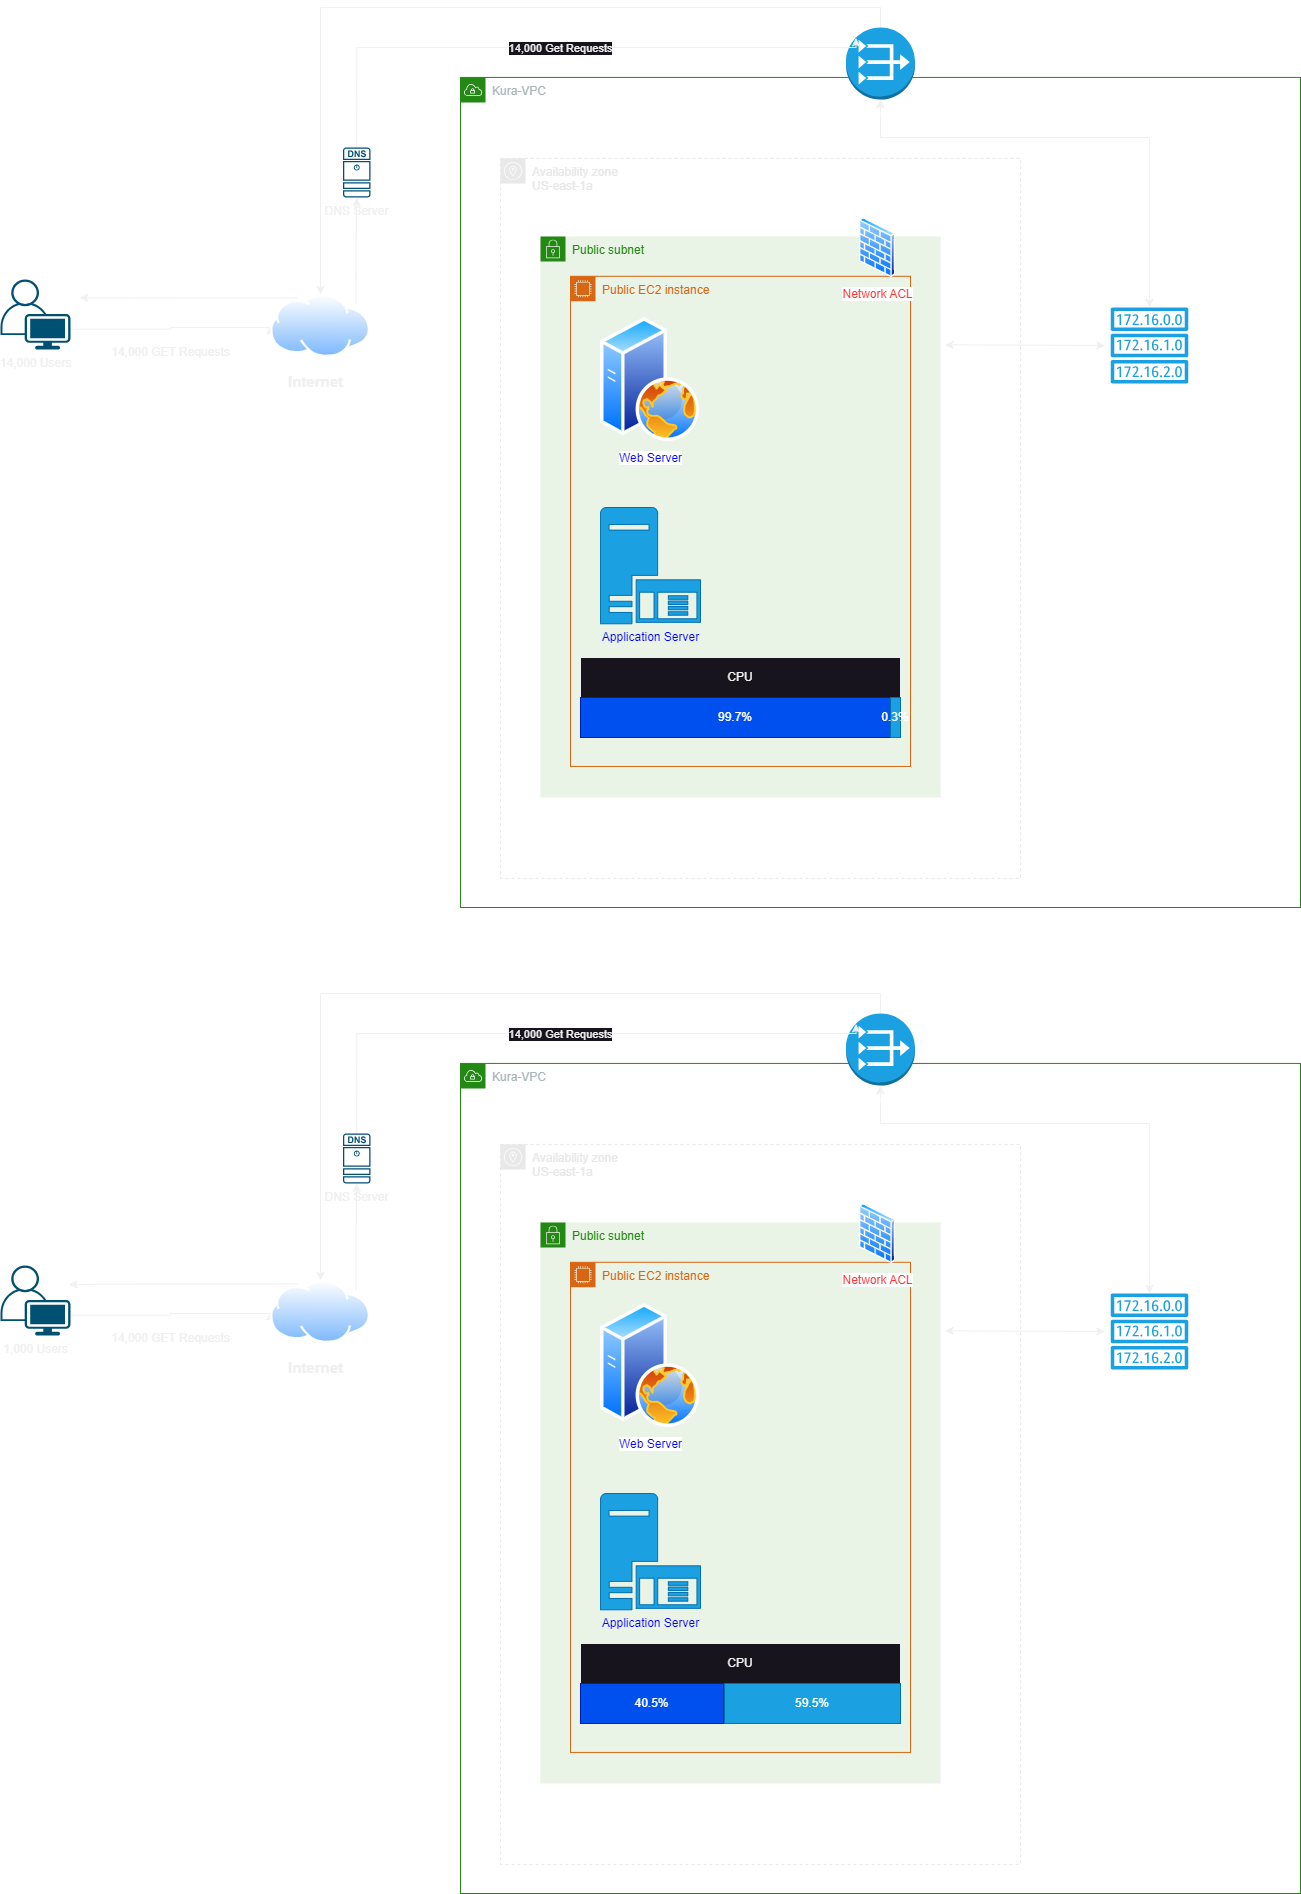 14,000 Get Requests
Kura-VPC
DNS
DNS Server
Availability zone
US-east-1a
Public subnet
Public EC2 instance
Network ACL
14,000 Users
14,000 GET Requests
Internet
172.16.0.0
172.16.1.0
172.16.2.0
Web Server
Application Server
CPU
99.7%
0.3%
14,000 Get Requests
Kura-VPC
DNS
DNS Server
Availability zone
US-east-1a
Public subnet
Public EC2 instance
Network ACL
1,000 Users
14,000 GET Requests
Internet
172.16.0.0
172.16.1.0
172.16.2.0
Web Server
Application Server
CPU
40.5%
59.5%